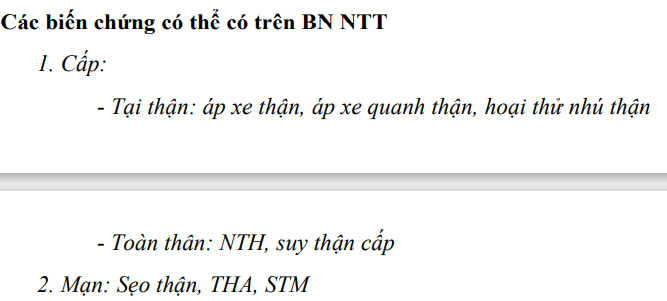 Các biến chứng có thể có trên BN NTT
1. Cấp:
- Tại thận: áp xe thận, áp xe quanh thận, hoại thử nhú thận
- Toàn thân: NTH, suy thận cấp
2. Mạn: Sẹo thận, THA, STM